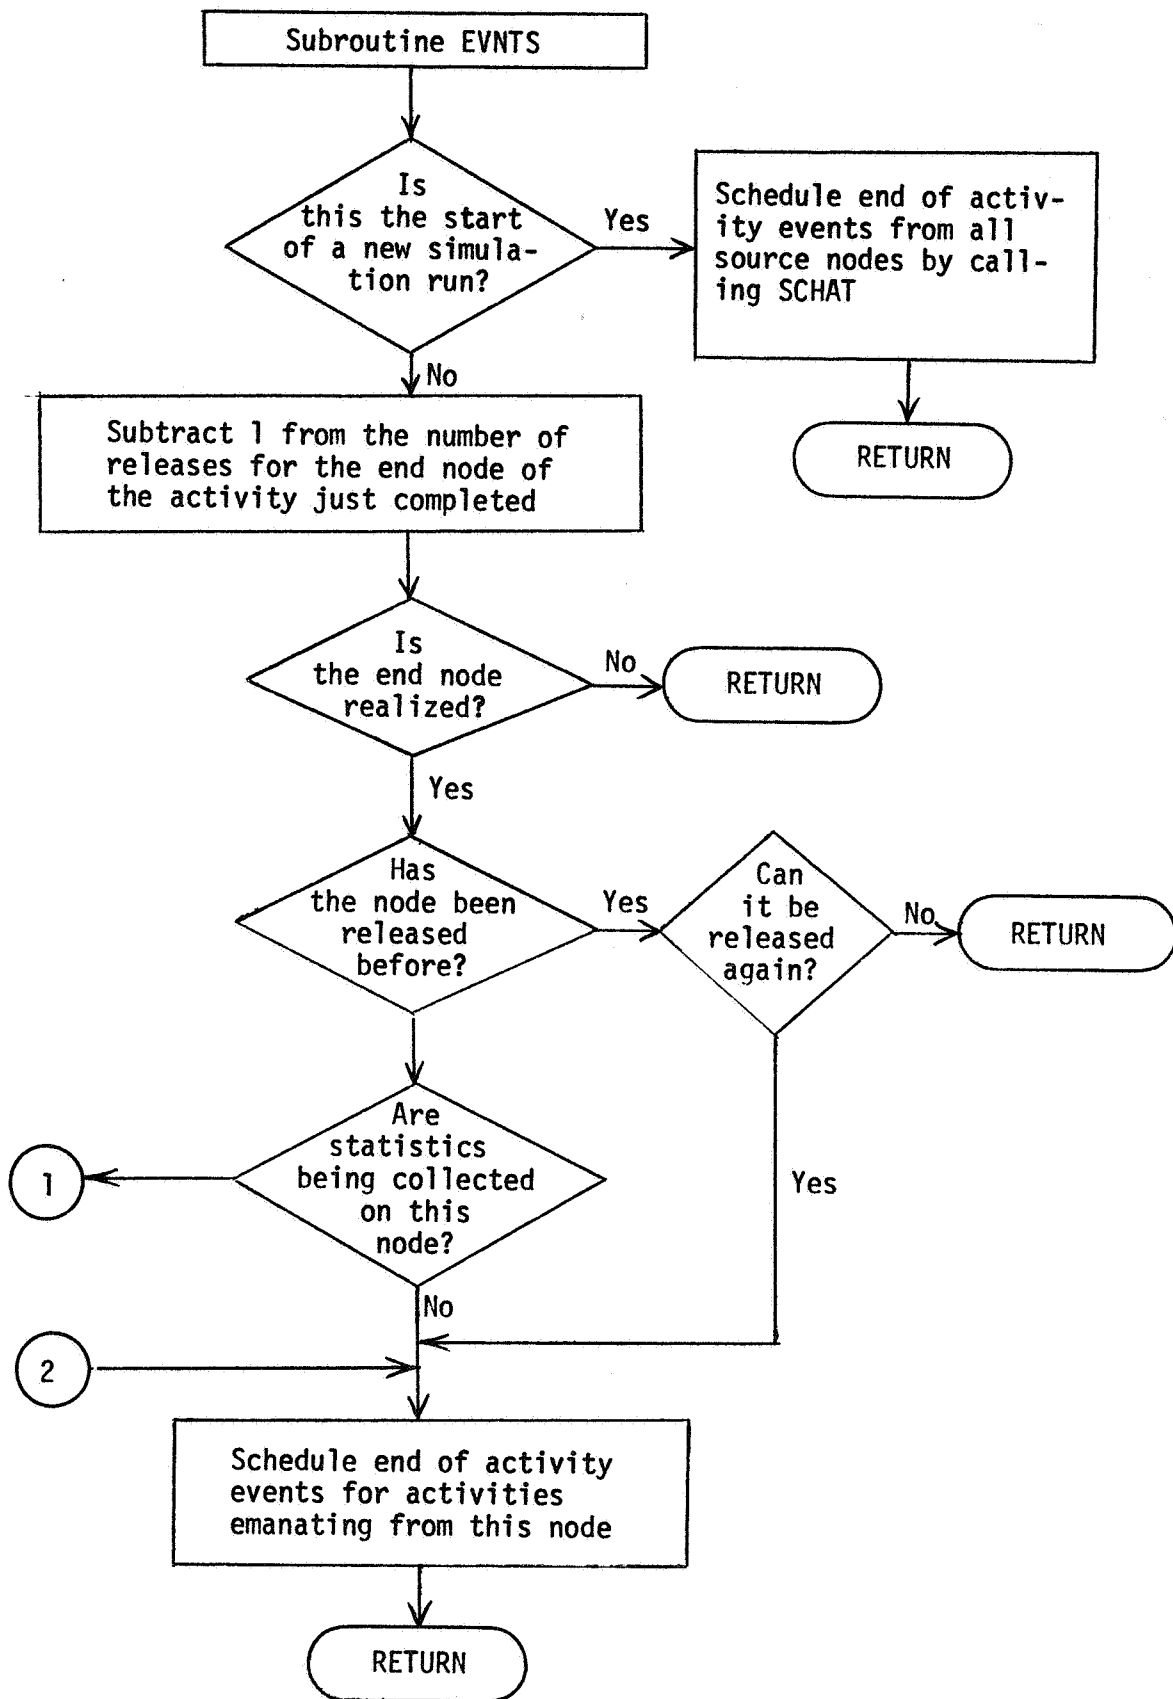 Subroutine EVNTS
Is
this the start
of a new simula-
tion run?
Yes
Schedule end of activ-
ity events from all
source nodes by call-
ing SCHAT
RETURN
No
Subtract 1 from the number of
releases for the end node of
the activity just completed
Is
the end node
realized?
No
RETURN
Yes
Has
the node been
released
before?
Yes
Can
it be
released
again?
No
RETURN
Yes
Are
statistics
being collected
on this
node?
1
No
2
Schedule end of activity
events for activities
emanating from this node
RETURN